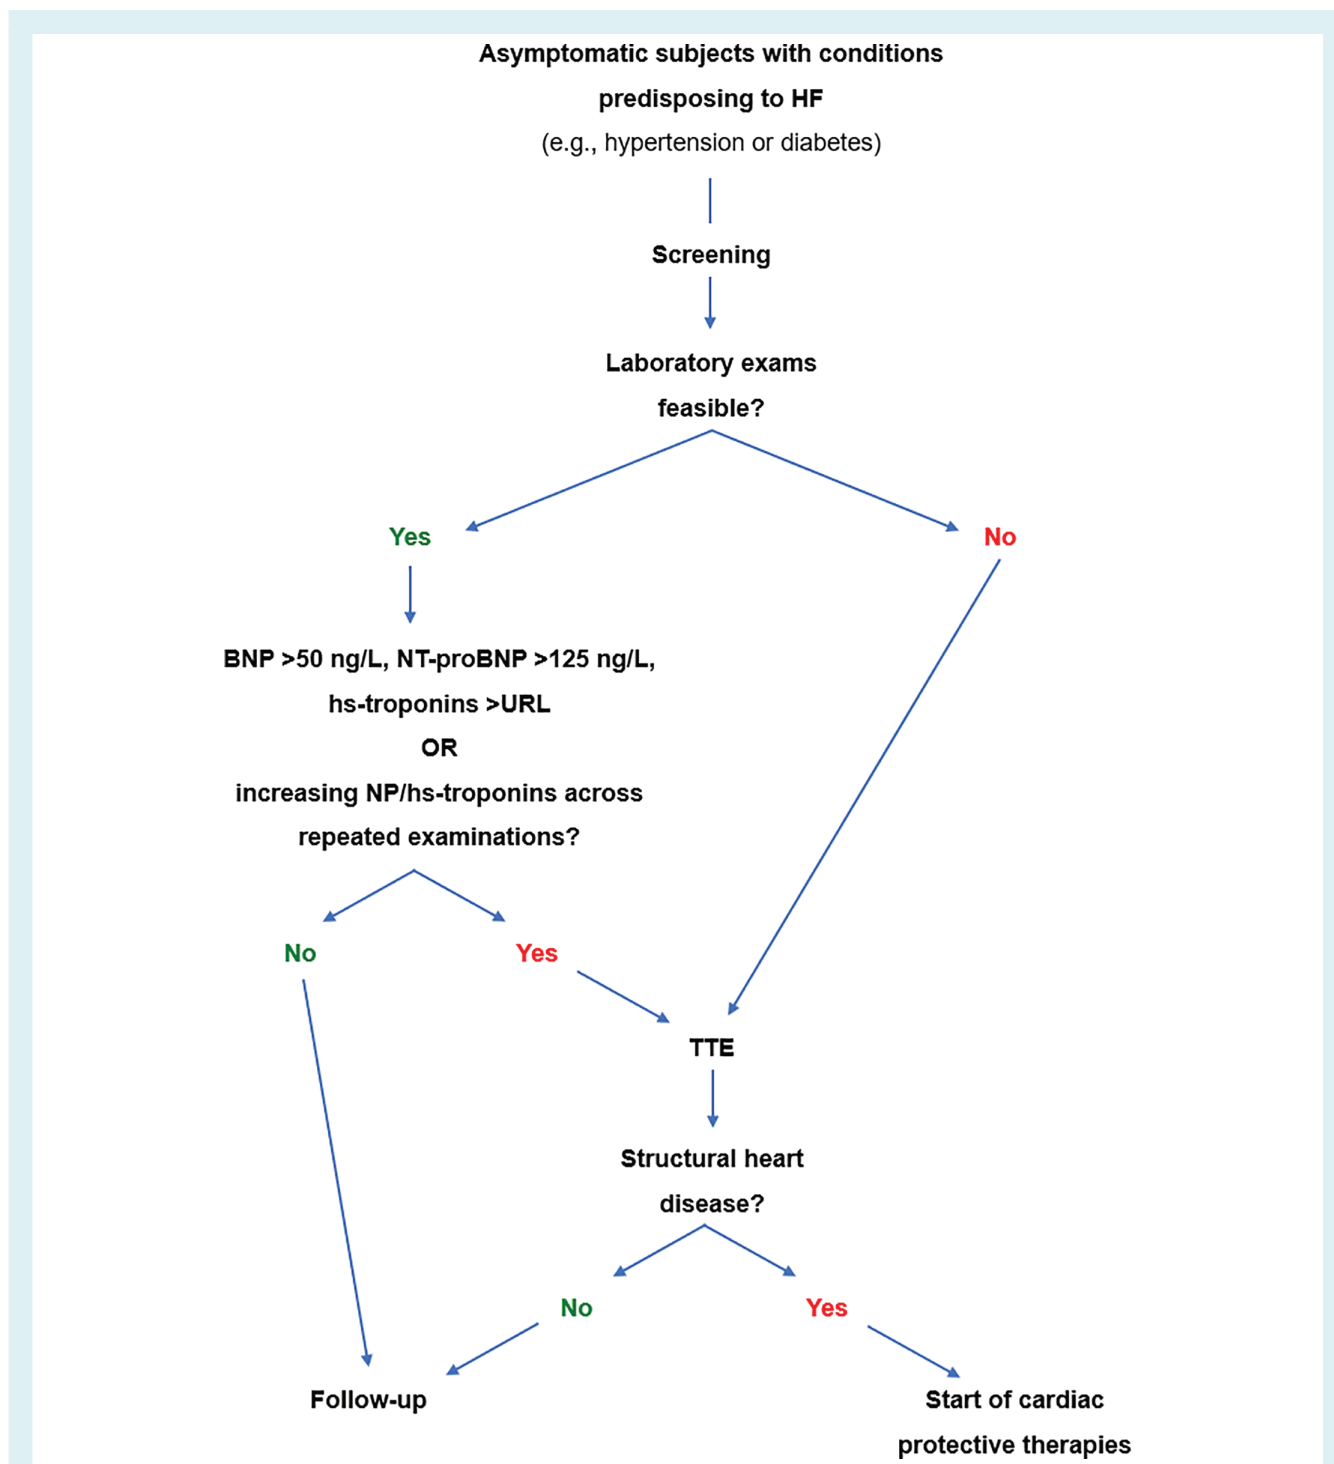 Asymptomatic subjects with conditions
predisposing to HF
(e.g., hypertension or diabetes)
Screening
Laboratory exams
feasible?
Yes
No
BNP >50 ng/L, NT-proBNP >125 ng/L,
hs-troponins >URL
OR
increasing NP/hs-troponins across
repeated examinations?
No
Yes
TTE
Structural heart
disease?
No
Yes
Follow-up
Start of cardiac
protective therapies